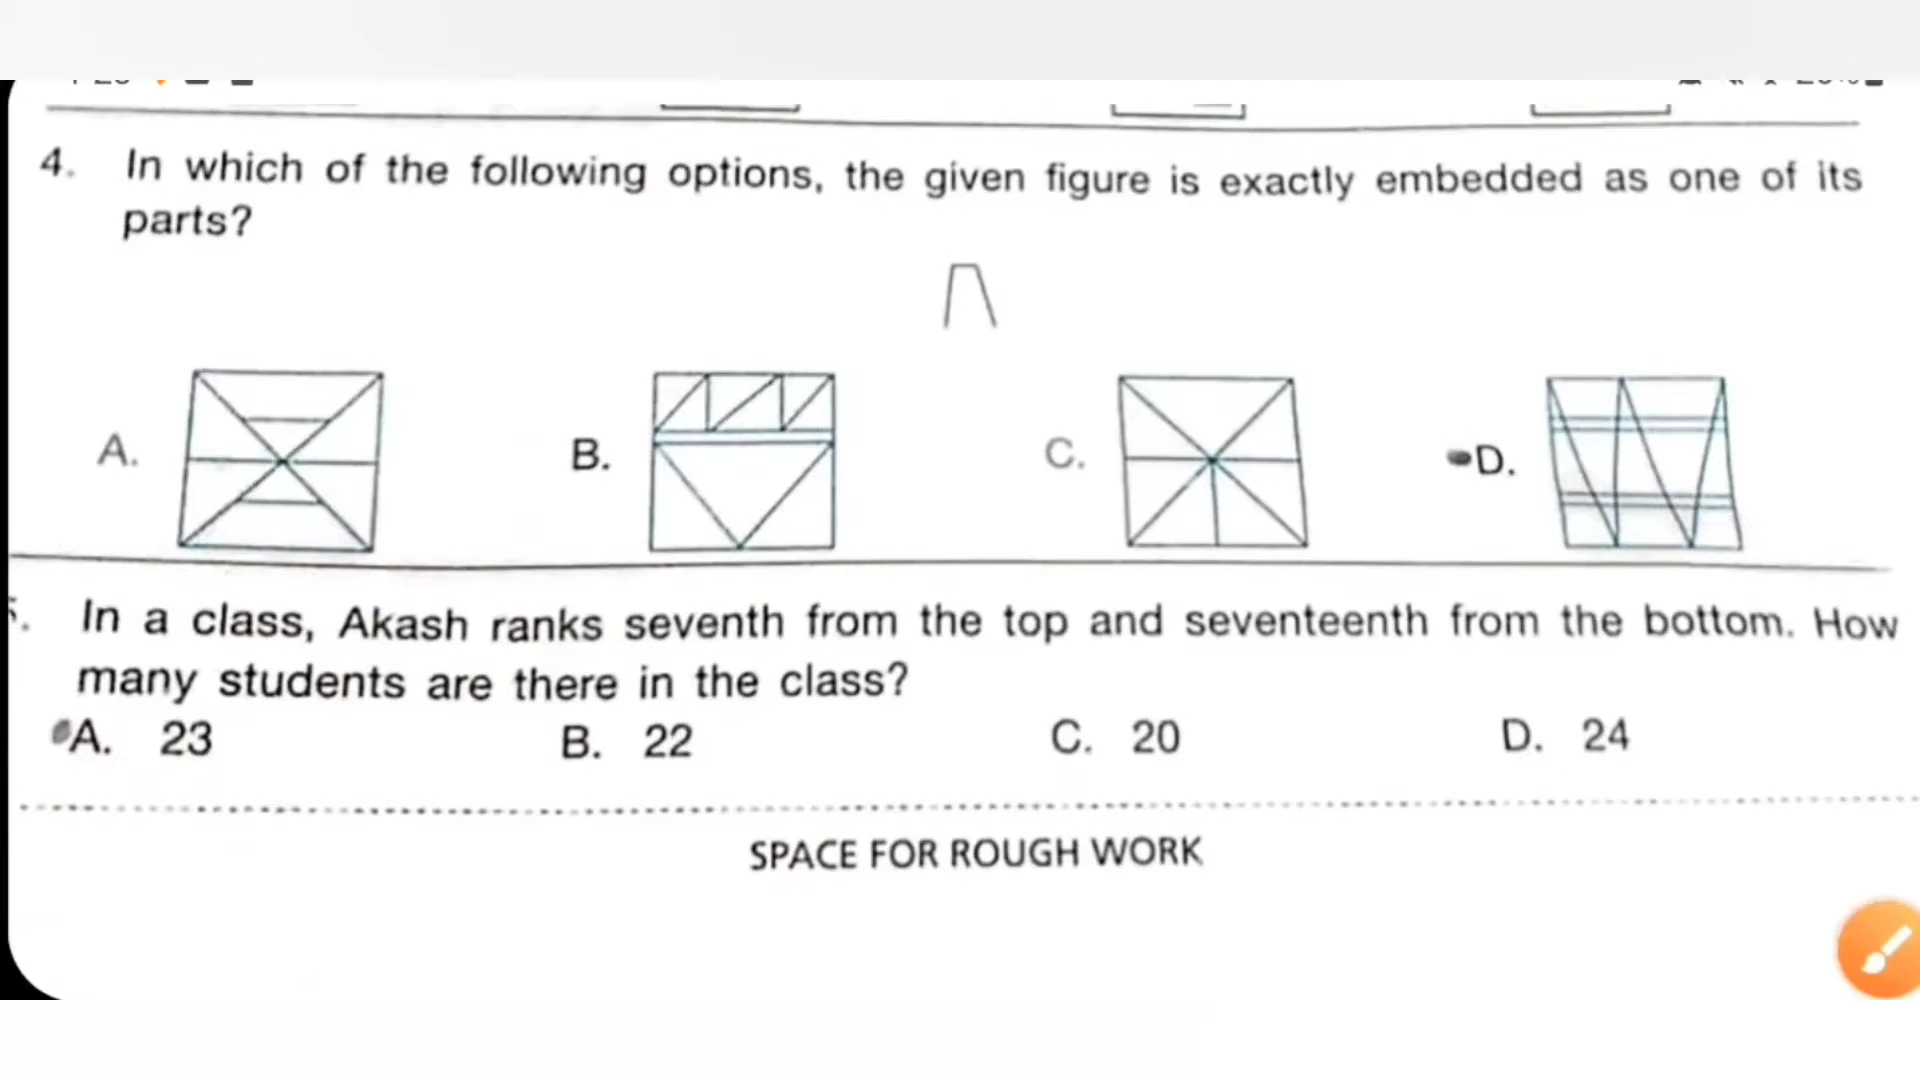 4. In which of the following options, the given figure is exactly embedded as one of its
parts?
A. B. C. D.
In a class, Akash ranks seventh from the top and seventeenth from the bottom. How
many students are there in the class?
A. 23 B. 22 C. 20 D. 24
SPACE FOR ROUGH WORK